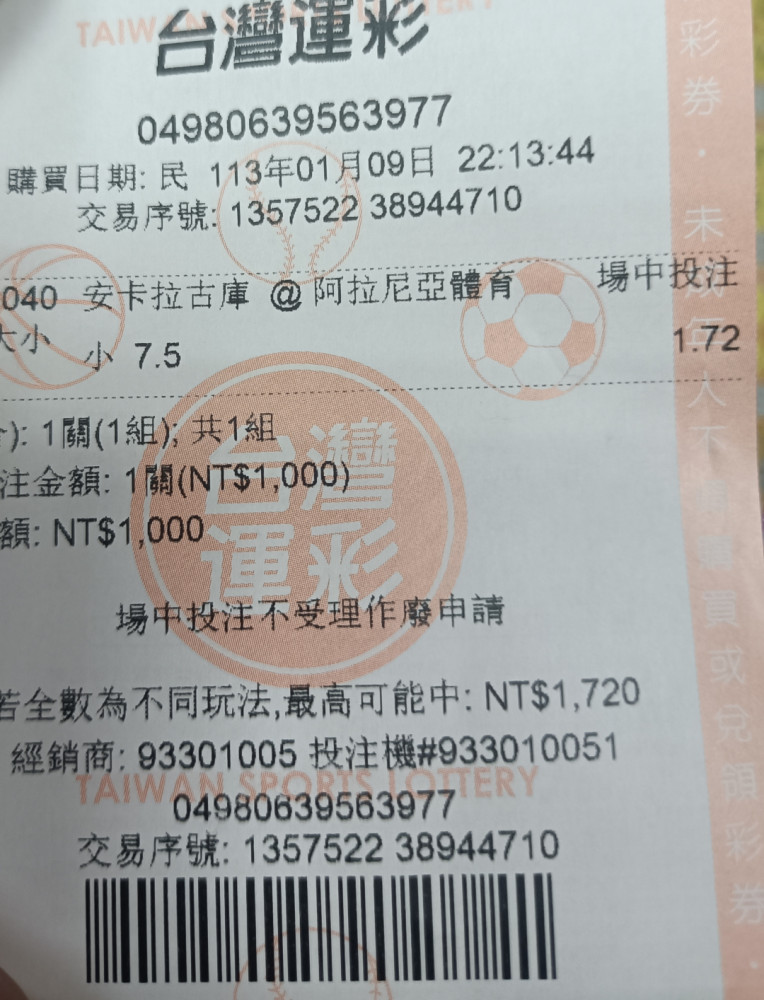 TAIWAN SPORTS LOTTERY
台灣運彩
04980639563977
購買日期: 民 113年01月09日 22:13:44
交易序號: 1357522 38944710
040 安卡拉古庫 @ 阿拉尼亞體育 場中投注
大小 小 7.5 1.72
): 1關(1組); 共1組
注金額: 1關(NT$1,000)
額: NT$1,000
台灣
運彩
場中投注不受理作廢申請
若全數為不同玩法,最高可能中: NT$1,720
經銷商: 93301005 投注機#933010051
TAIWAN SPORTS LOTTERY
04980639563977
交易序號: 1357522 38944710
彩券・未成年人不得購買或兌領彩券・